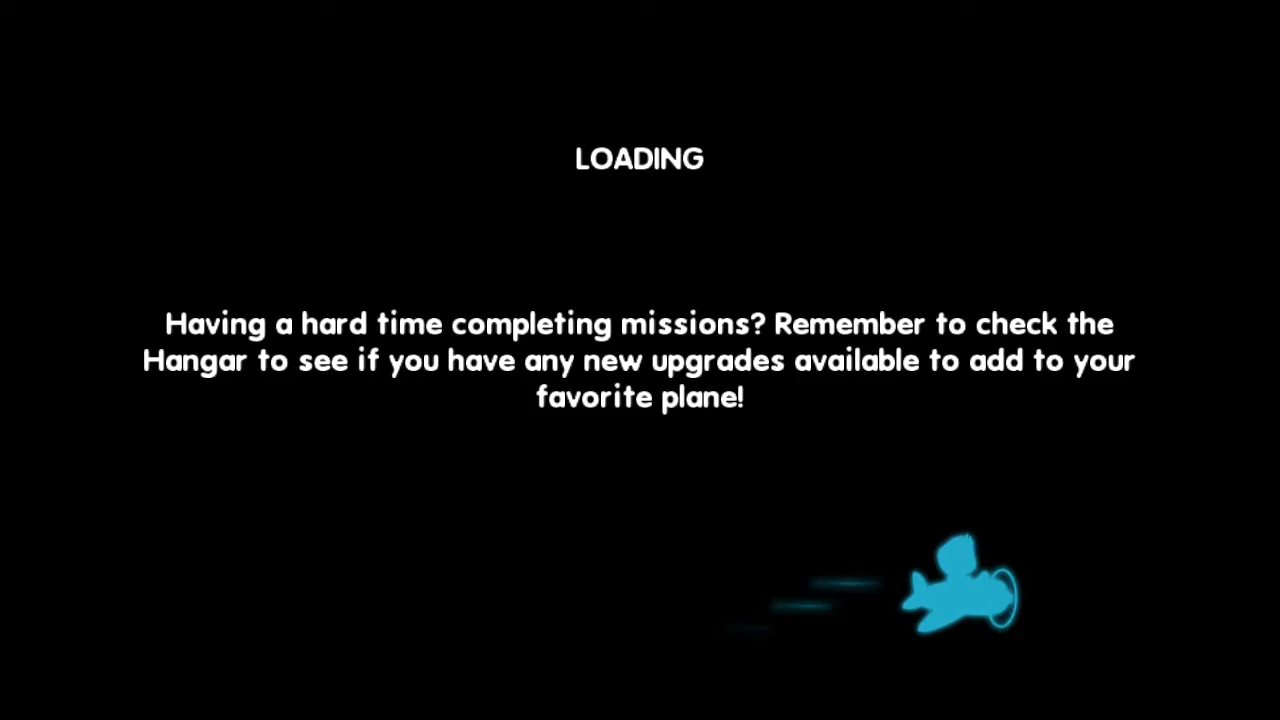 LOADING
Having a hard time completing missions? Remember to check the
Hangar to see if you have any new upgrades available to add to your
favorite plane!